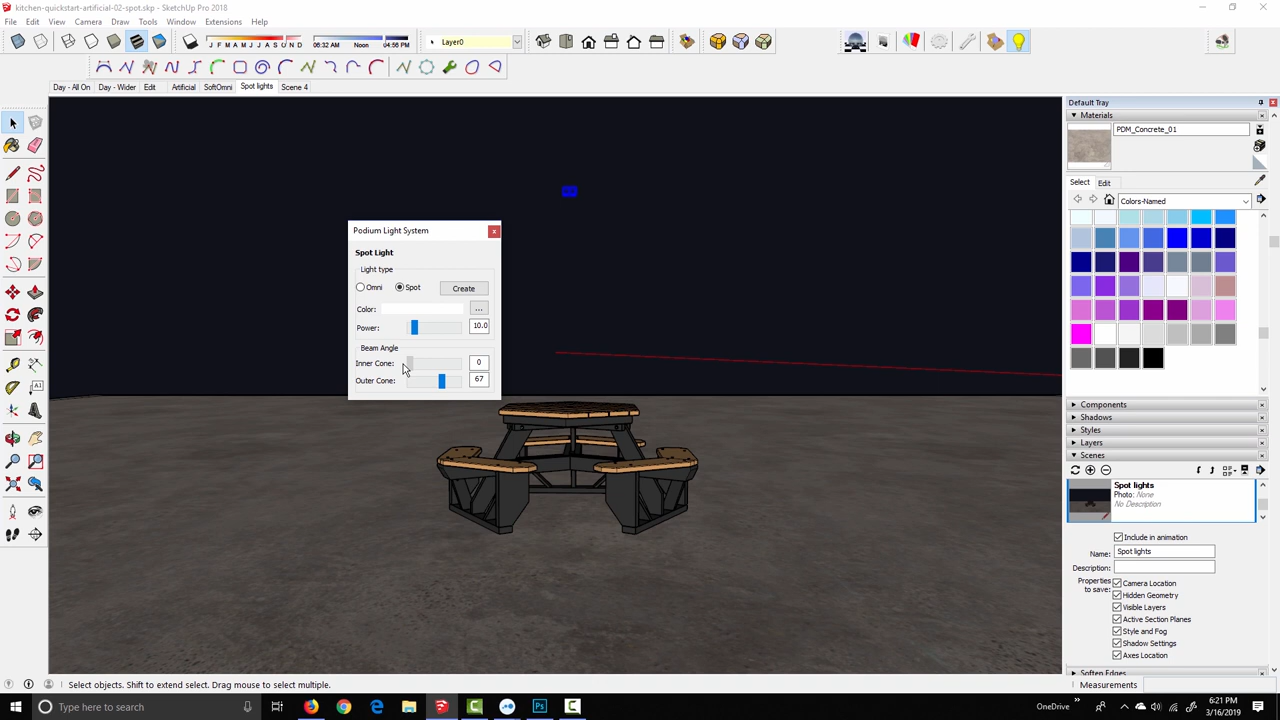 kitchen-quickstart-artificial-02-spot.skp - SketchUp Pro 2018
File Edit View Camera Draw Tools Window Extensions Help
J F M A M J J A S O N D
06:32 AM Noon 04:56 PM
Layer0
Day - All On Day - Wider Edit Artificial SoftOmni Spot lights Scene 4
Default Tray
Materials
PDM_Concrete_01
Select Edit
Colors-Named
Podium Light System
Spot Light
Light type
Omni Spot Create
Color: ...
Power: 10.0
Beam Angle
Inner Cone: 0
Outer Cone: 67
Components
Shadows
Styles
Layers
Scenes
Spot lights
Photo: None
No Description
Include in animation
Name: Spot lights
Description:
Properties to save:
Camera Location
Hidden Geometry
Visible Layers
Active Section Planes
Style and Fog
Shadow Settings
Axes Location
Soften Edges
Select objects. Shift to extend select. Drag mouse to select multiple.
Measurements
Type here to search
OneDrive
6:21 PM
3/16/2019